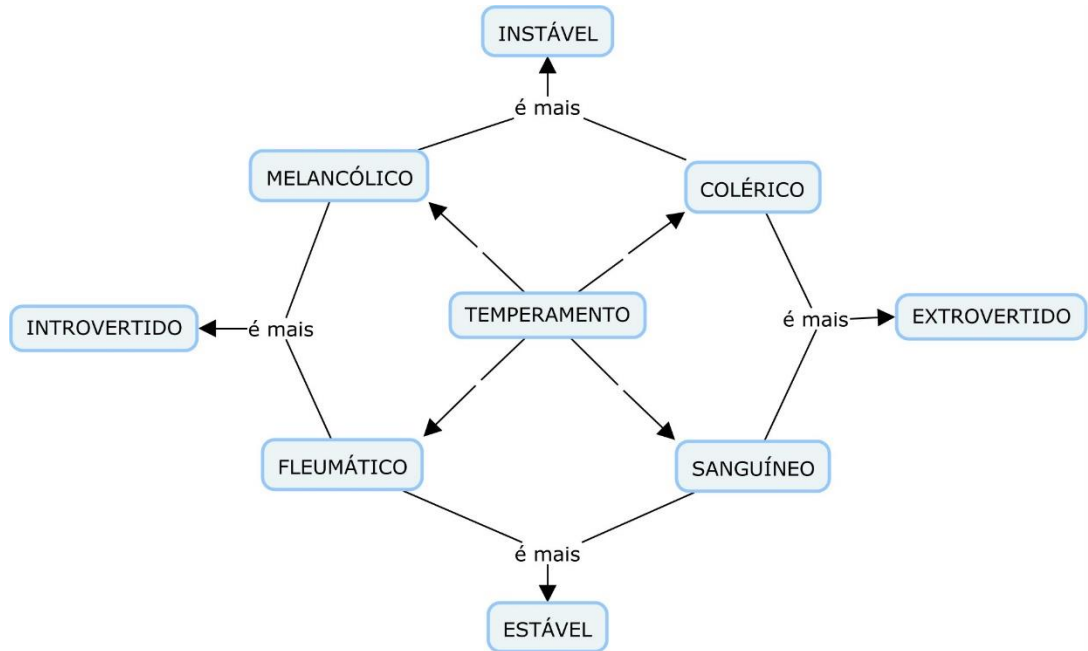 INSTÁVEL
é mais
MELANCÓLICO
COLÉRICO
TEMPERAMENTO
INTROVERTIDO
é mais
é mais
EXTROVERTIDO
FLEUMÁTICO
SANGUÍNEO
é mais
ESTÁVEL